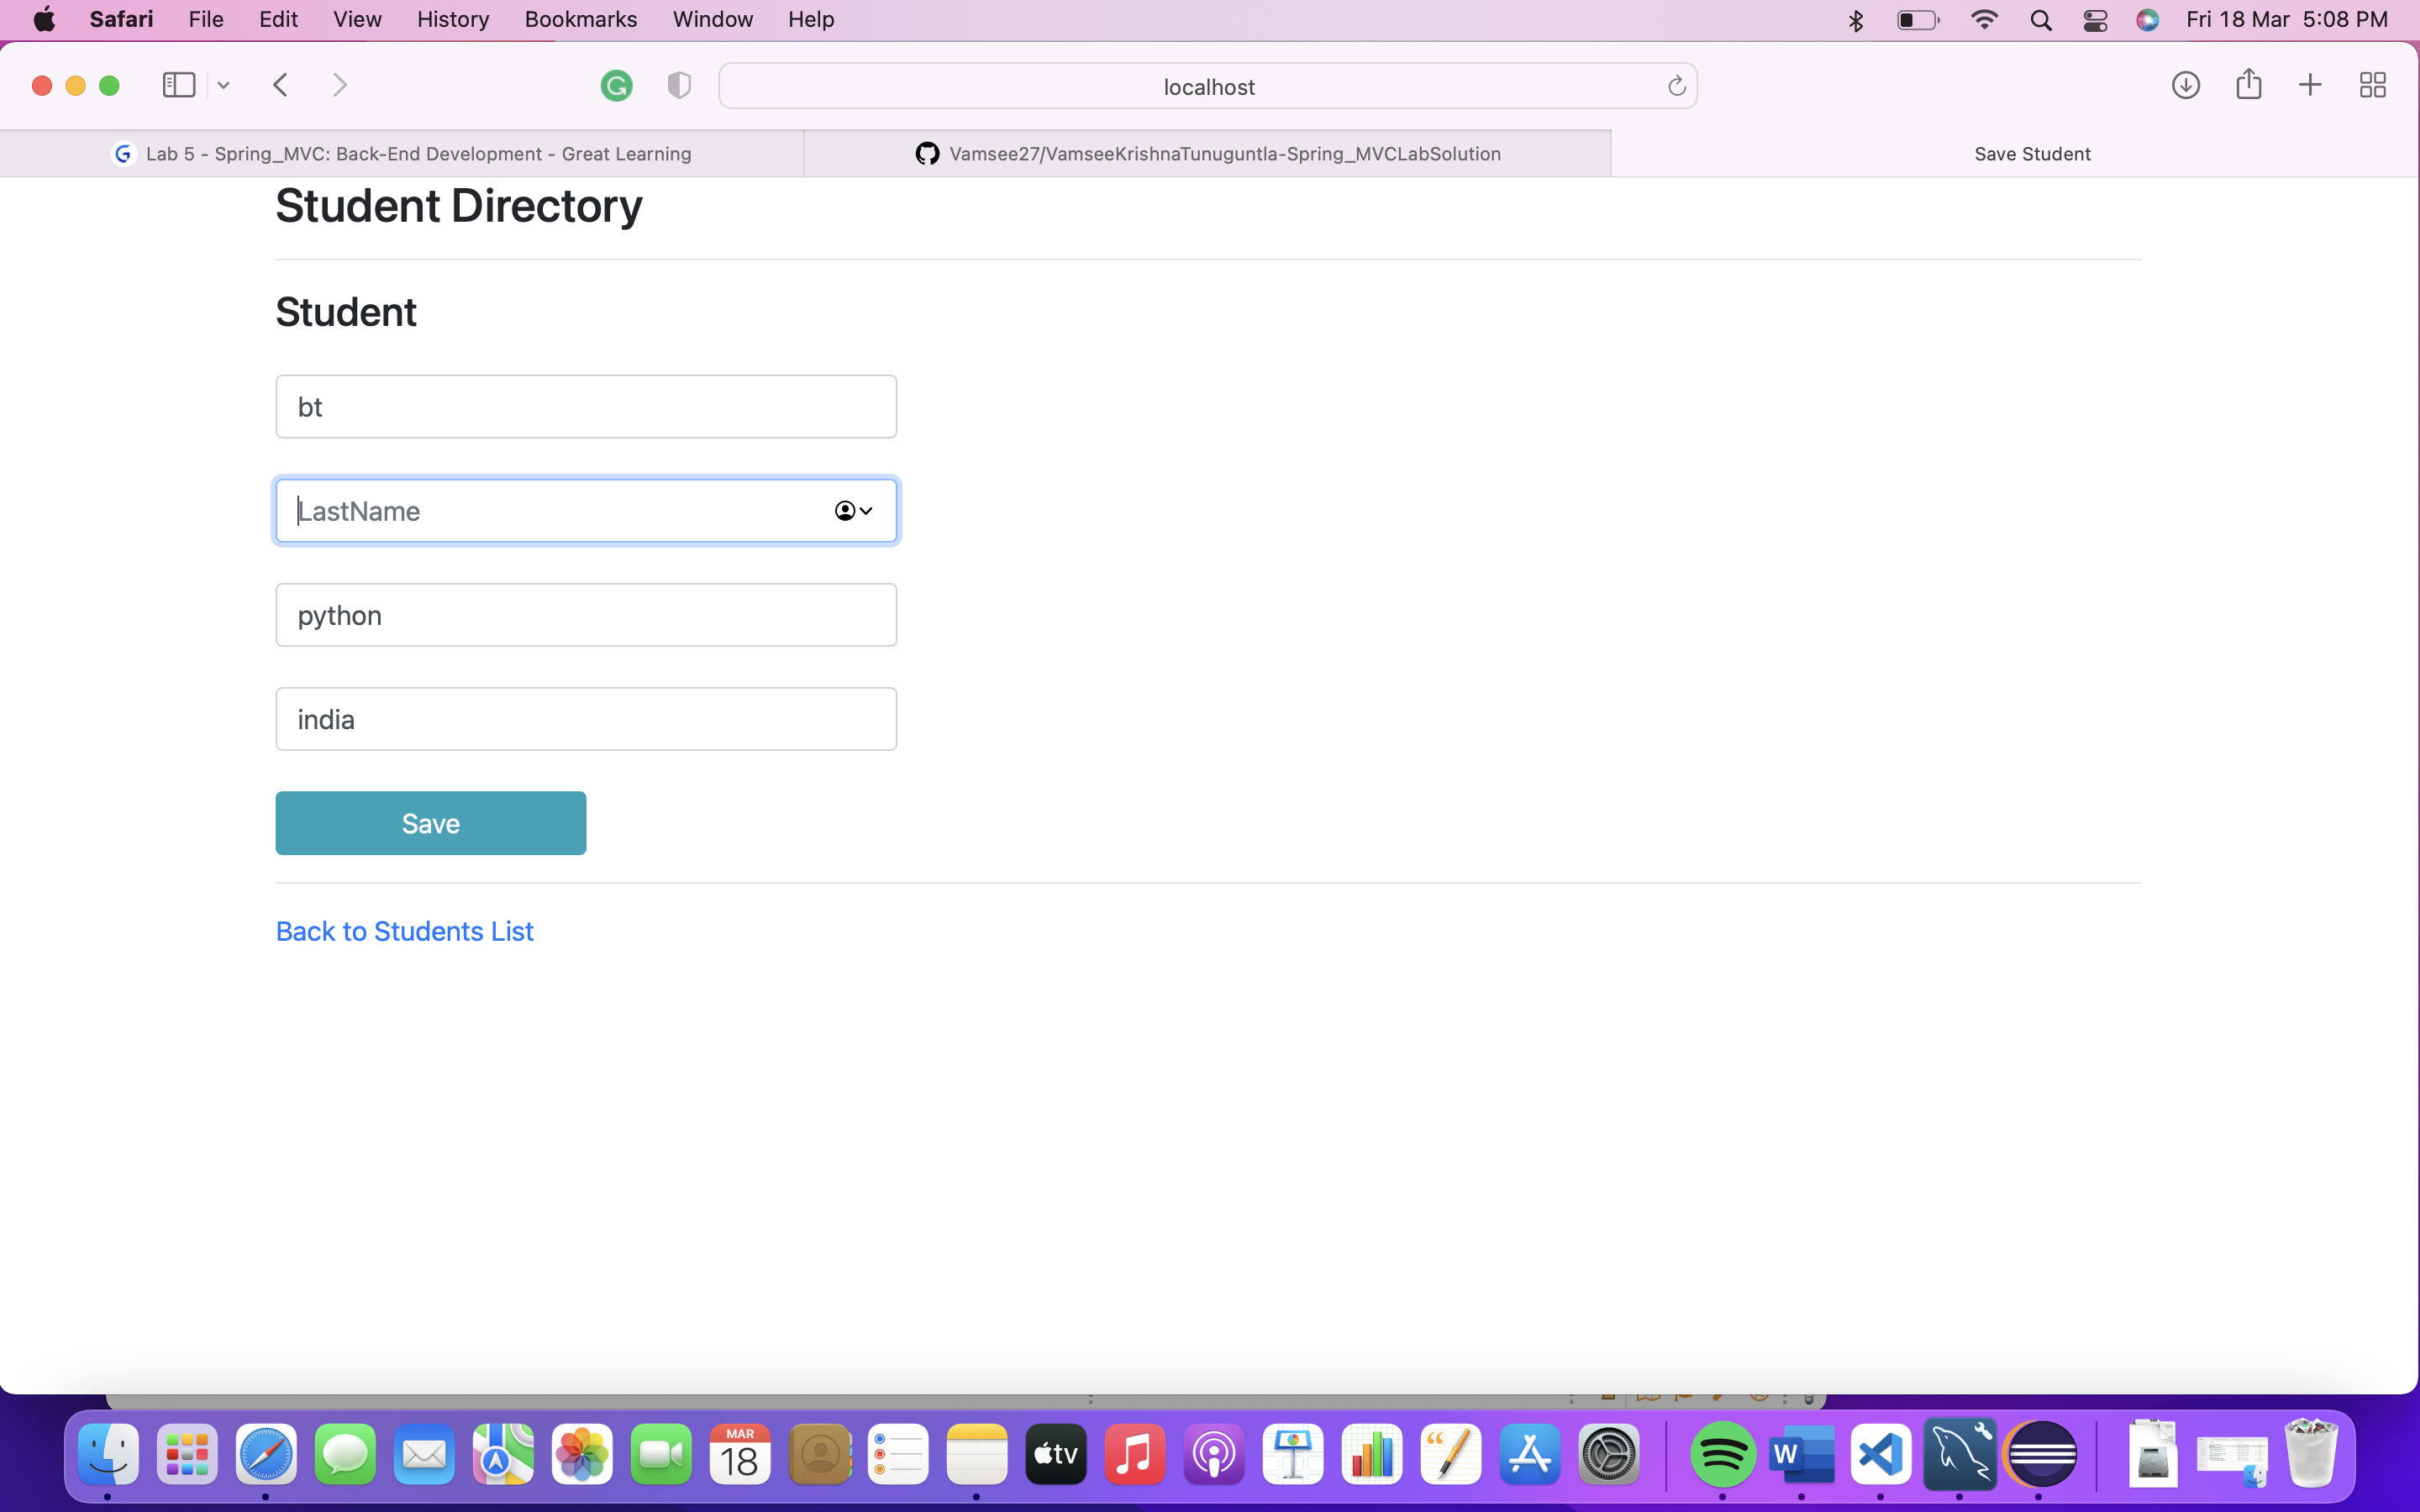 Safari File Edit View History Bookmarks Window Help Fri 18 Mar 5:08 PM
localhost
Lab 5 - Spring_MVC: Back-End Development - Great Learning Vamsee27/VamseeKrishnaTunuguntla-Spring_MVCLabSolution Save Student
Student Directory
Student
bt
LastName
python
india
Save
Back to Students List
MAR
18
tv
W